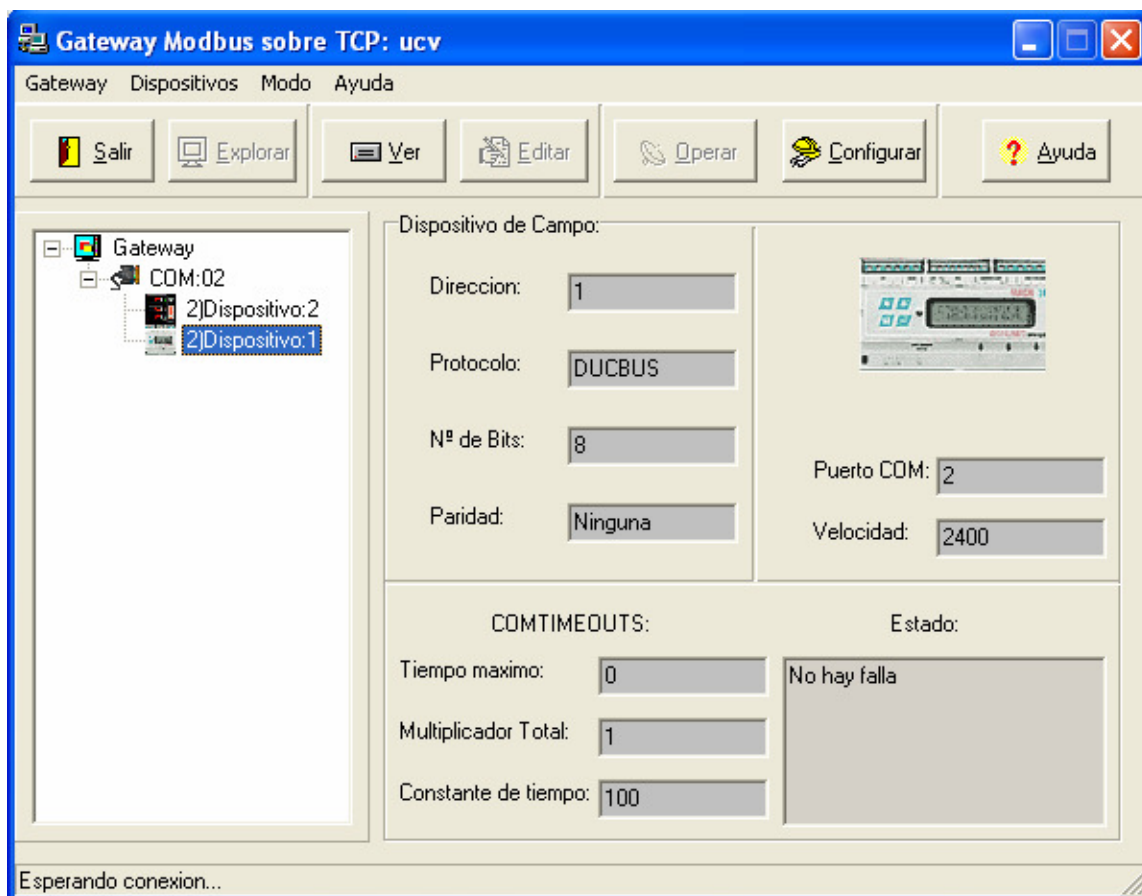 Gateway Modbus sobre TCP: ucv
Gateway Dispositivos Modo Ayuda
Salir Explorar Ver Editar Operar Configurar Ayuda
Gateway
COM:02
2)Dispositivo:2
2)Dispositivo:1
Dispositivo de Campo:
Direccion: 1
Protocolo: DUCBUS
Nº de Bits: 8
Paridad: Ninguna
Puerto COM: 2
Velocidad: 2400
COMTIMEOUTS:
Tiempo maximo: 0
Multiplicador Total: 1
Constante de tiempo: 100
Estado:
No hay falla
Esperando conexion...